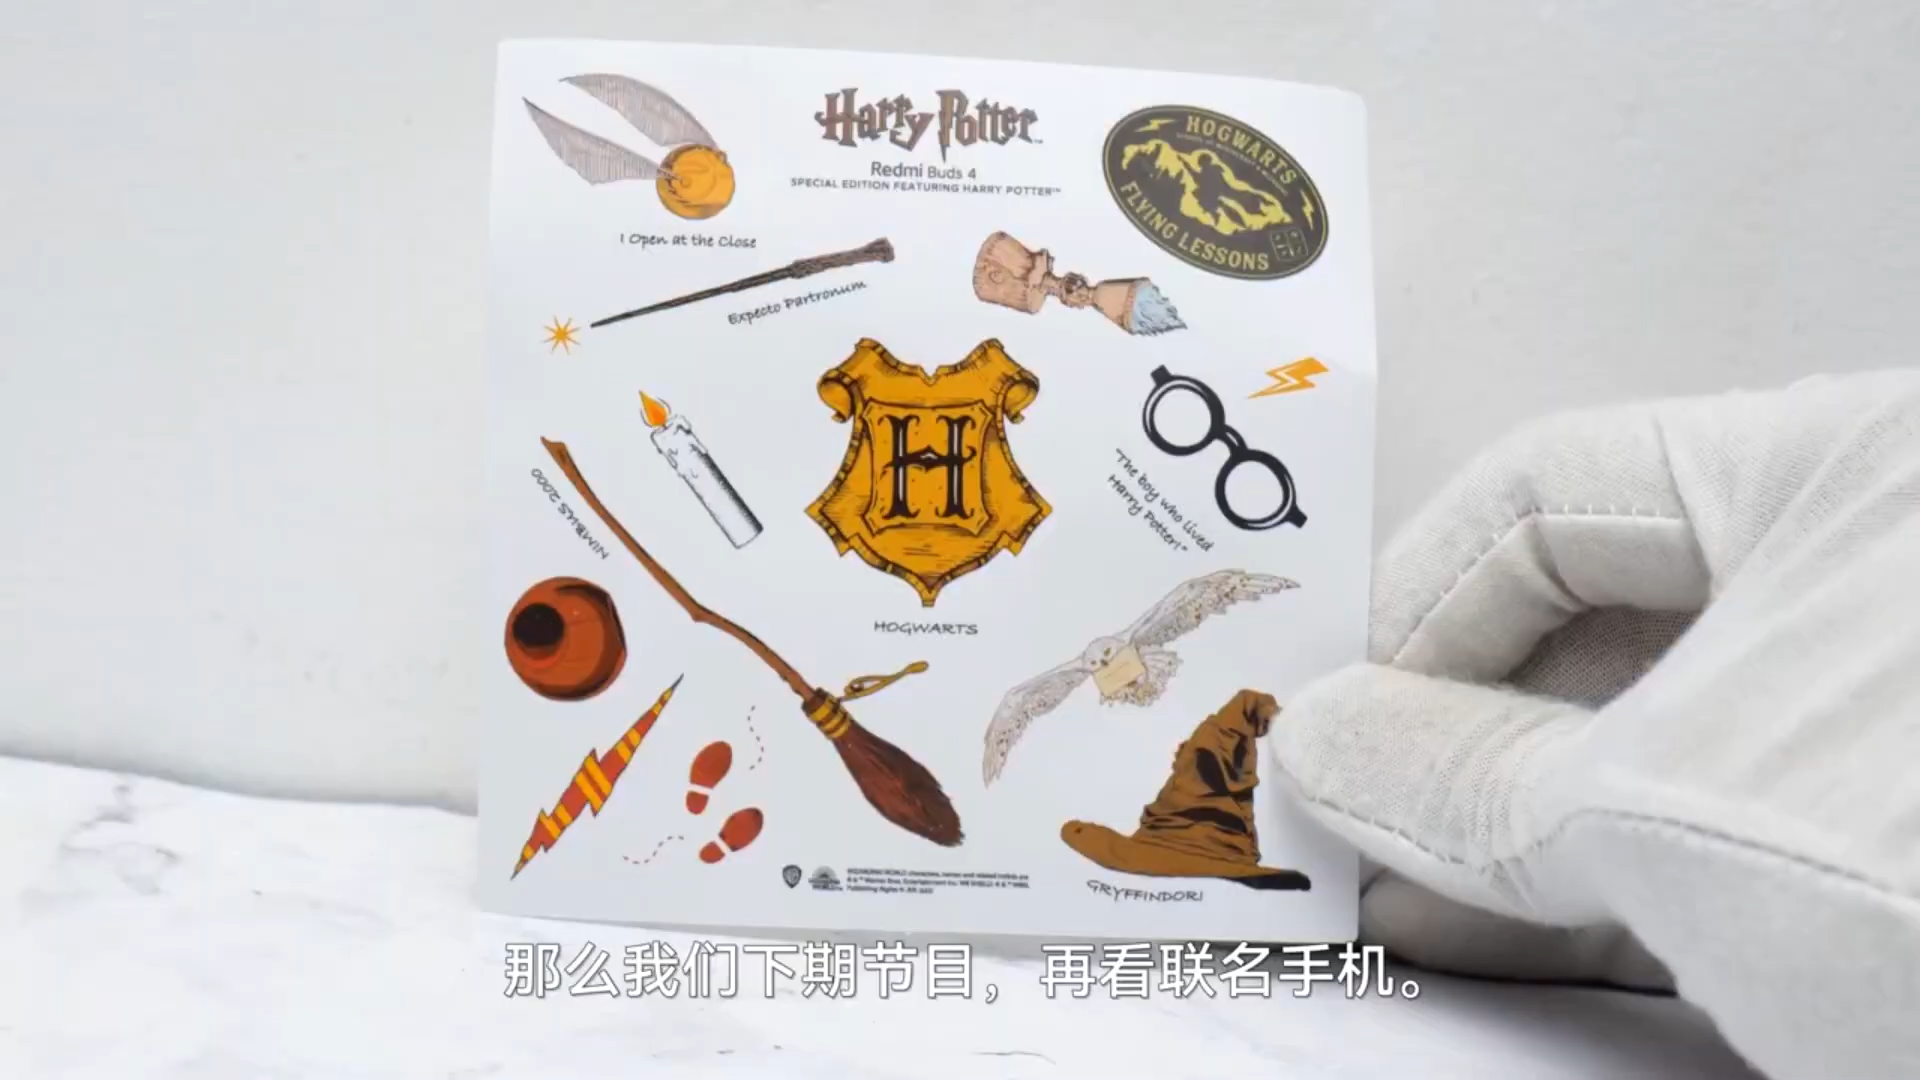 Harry Potter™
Redmi Buds 4
SPECIAL EDITION FEATURING HARRY POTTER™
HOGWARTS
FLYING LESSONS
I Open at the Close
Expecto Partronum
NIMBUS 2000
H
"The boy who lived
Harry Potter!"
HOGWARTS
GRYFFINDOR!
那么我们下期节目，再看联名手机。